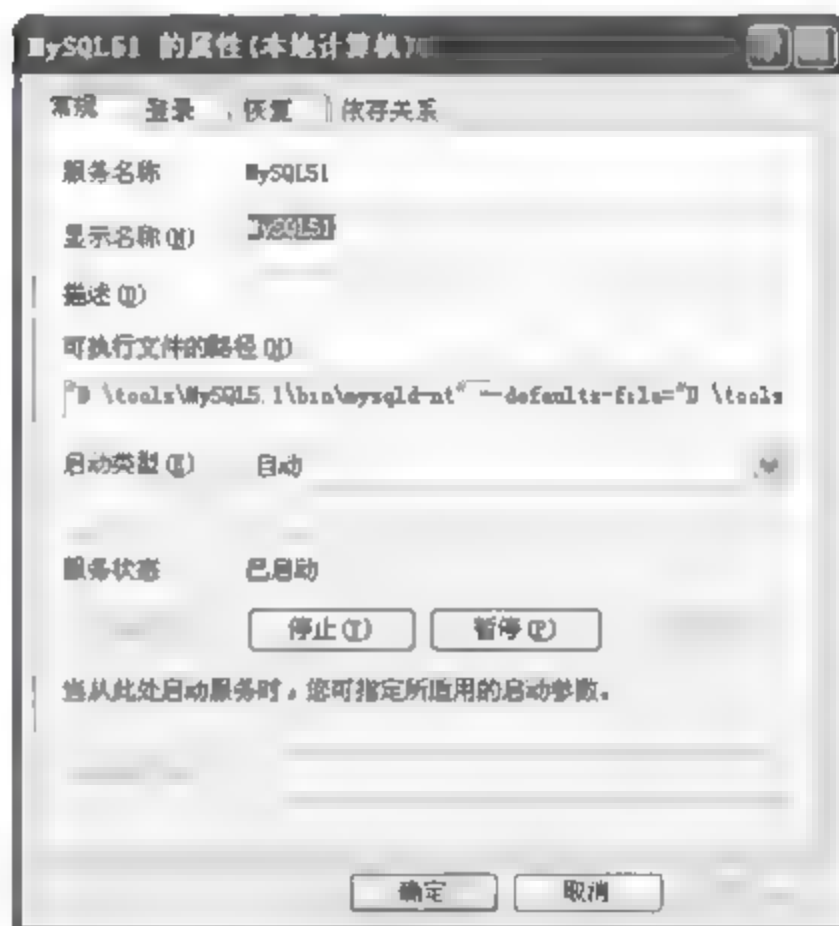 MySQL51 的属性(本地计算机)
常规 登录 恢复 依存关系
服务名称 MySQL51
显示名称(N) MySQL51
描述(D)
可执行文件的路径(H)
"D \tools\MySQL5.1\bin\mysqld-nt" --defaults-file="D \tools
启动类型(E) 自动
服务状态 已启动
停止(T) 暂停(P)
当从此处启动服务时,您可指定所适用的启动参数。
确定 取消